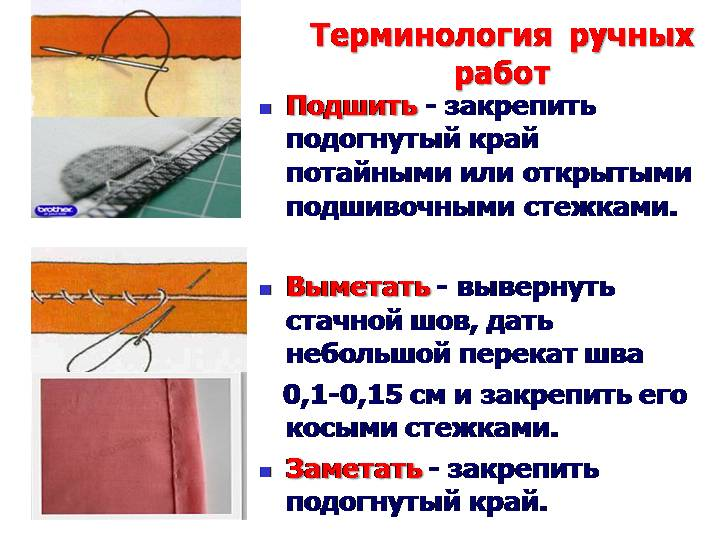 Терминология ручных
работ
Подшить - закрепить
подогнутый край
потайными или открытыми
подшивочными стежками.
brother
Выметать - вывернуть
стачной шов, дать
небольшой перекат шва
0,1-0,15 см и закрепить его
косыми стежками.
Заметать - закрепить
подогнутый край.